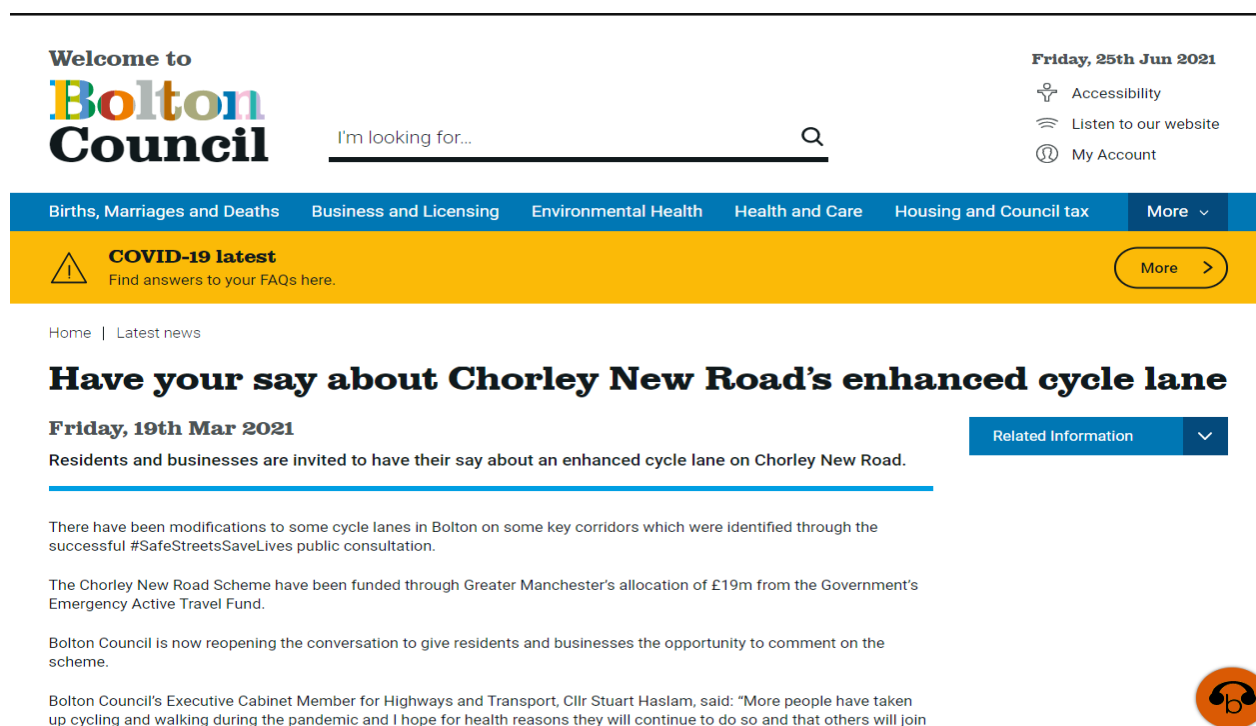 Welcome to
Bolton
Council
I'm looking for...
Friday, 25th Jun 2021
Accessibility
Listen to our website
My Account
Births, Marriages and Deaths Business and Licensing Environmental Health Health and Care Housing and Council tax More
COVID-19 latest
Find answers to your FAQs here.
More
Home | Latest news
Have your say about Chorley New Road's enhanced cycle lane
Friday, 19th Mar 2021
Related Information
Residents and businesses are invited to have their say about an enhanced cycle lane on Chorley New Road.
There have been modifications to some cycle lanes in Bolton on some key corridors which were identified through the
successful #SafeStreetsSaveLives public consultation.
The Chorley New Road Scheme have been funded through Greater Manchester's allocation of £19m from the Government's
Emergency Active Travel Fund.
Bolton Council is now reopening the conversation to give residents and businesses the opportunity to comment on the
scheme.
Bolton Council's Executive Cabinet Member for Highways and Transport, Cllr Stuart Haslam, said: “More people have taken
up cycling and walking during the pandemic and I hope for health reasons they will continue to do so and that others will join
b